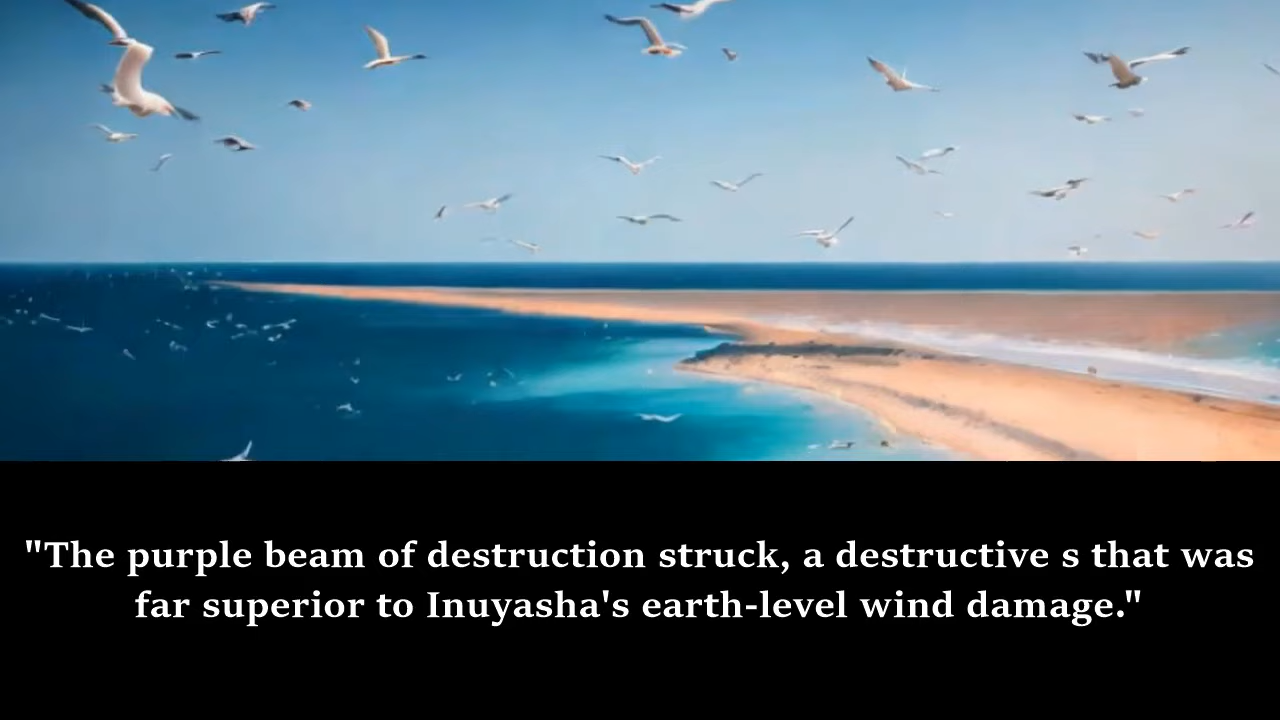 "The purple beam of destruction struck, a destructive s that was
far superior to Inuyasha's earth-level wind damage."